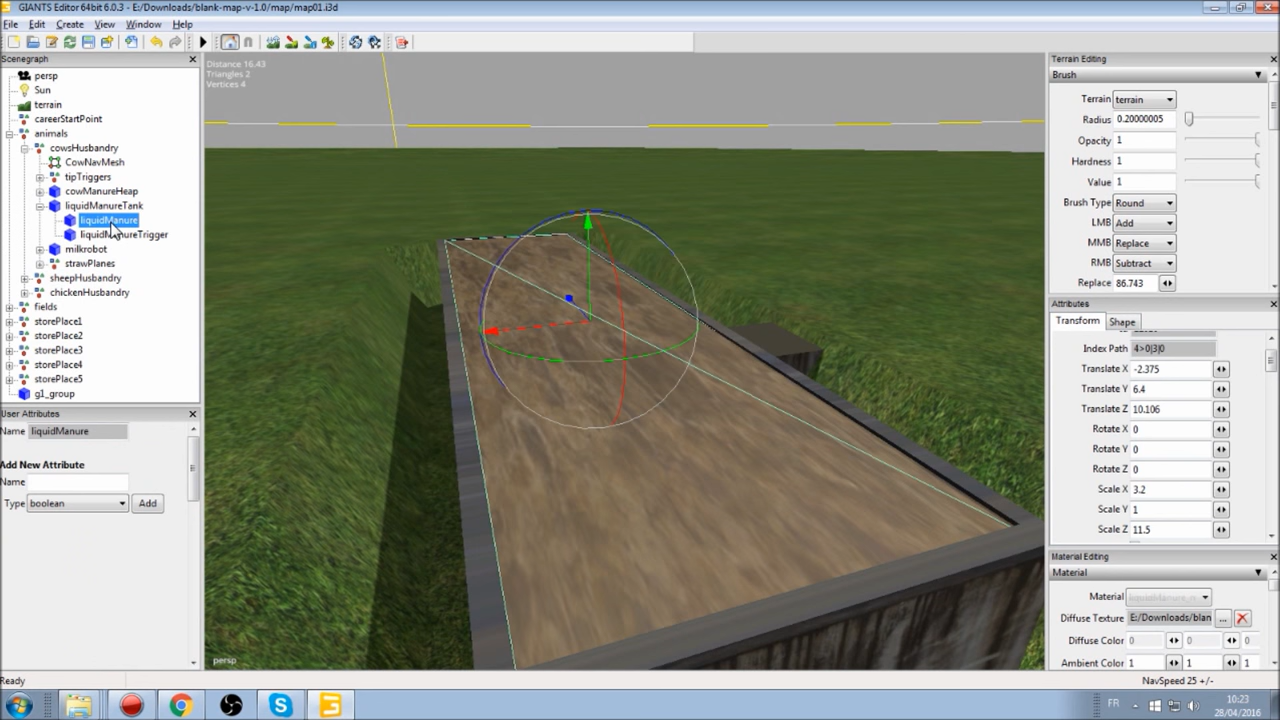 GIANTS Editor 64bit 6.0.3 - E:/Downloads/blank-map-v-1.0/map/map01.i3d
File Edit Create View Window Help
Scenegraph
persp
Sun
terrain
careerStartPoint
animals
cowsHusbandry
CowNavMesh
tipTriggers
cowManureHeap
liquidManureTank
liquidManure
liquidManureTrigger
milkrobot
strawPlanes
sheepHusbandry
chickenHusbandry
fields
storePlace1
storePlace2
storePlace3
storePlace4
storePlace5
g1_group
User Attributes
Name liquidManure
Add New Attribute
Name
Type boolean Add
Ready
Distance 16.43
Triangles 2
Vertices 4
persp
Terrain Editing
Brush
Terrain terrain
Radius 0.20000005
Opacity 1
Hardness 1
Value 1
Brush Type Round
LMB Add
MMB Replace
RMB Subtract
Replace 86.743
Attributes
Transform Shape
Index Path 4>0|3|0
Translate X -2.375
Translate Y 6.4
Translate Z 10.106
Rotate X 0
Rotate Y 0
Rotate Z 0
Scale X 3.2
Scale Y 1
Scale Z 11.5
Material Editing
Material
Material liquidManure_m
Diffuse Texture E:/Downloads/blan ...
Diffuse Color 0 0 0
Ambient Color 1 1 1
NavSpeed 25 +/-
FR
10:23
28/04/2016